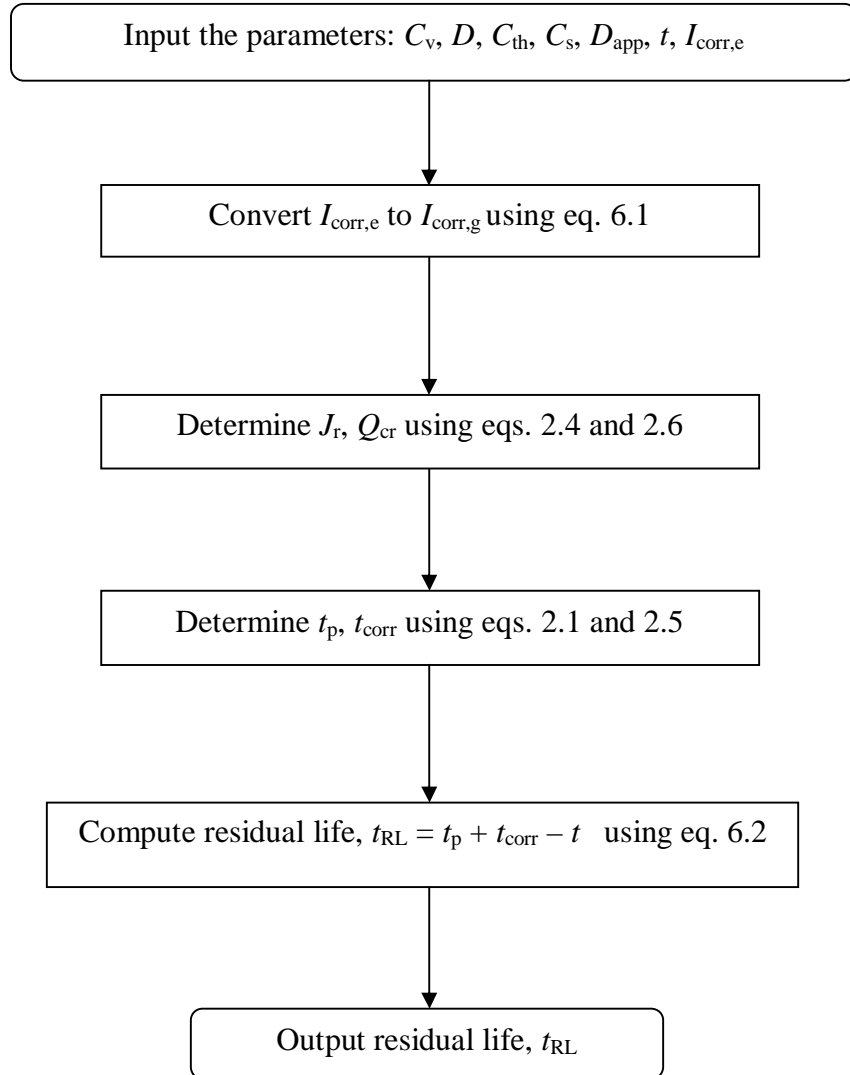 Input the parameters: Cv, D, Cth, Cs, Dapp, t, Icorr,e
Convert Icorr,e to Icorr,g using eq. 6.1
Determine Jr, Qcr using eqs. 2.4 and 2.6
Determine tp, tcorr using eqs. 2.1 and 2.5
Compute residual life, tRL = tp + tcorr – t using eq. 6.2
Output residual life, tRL